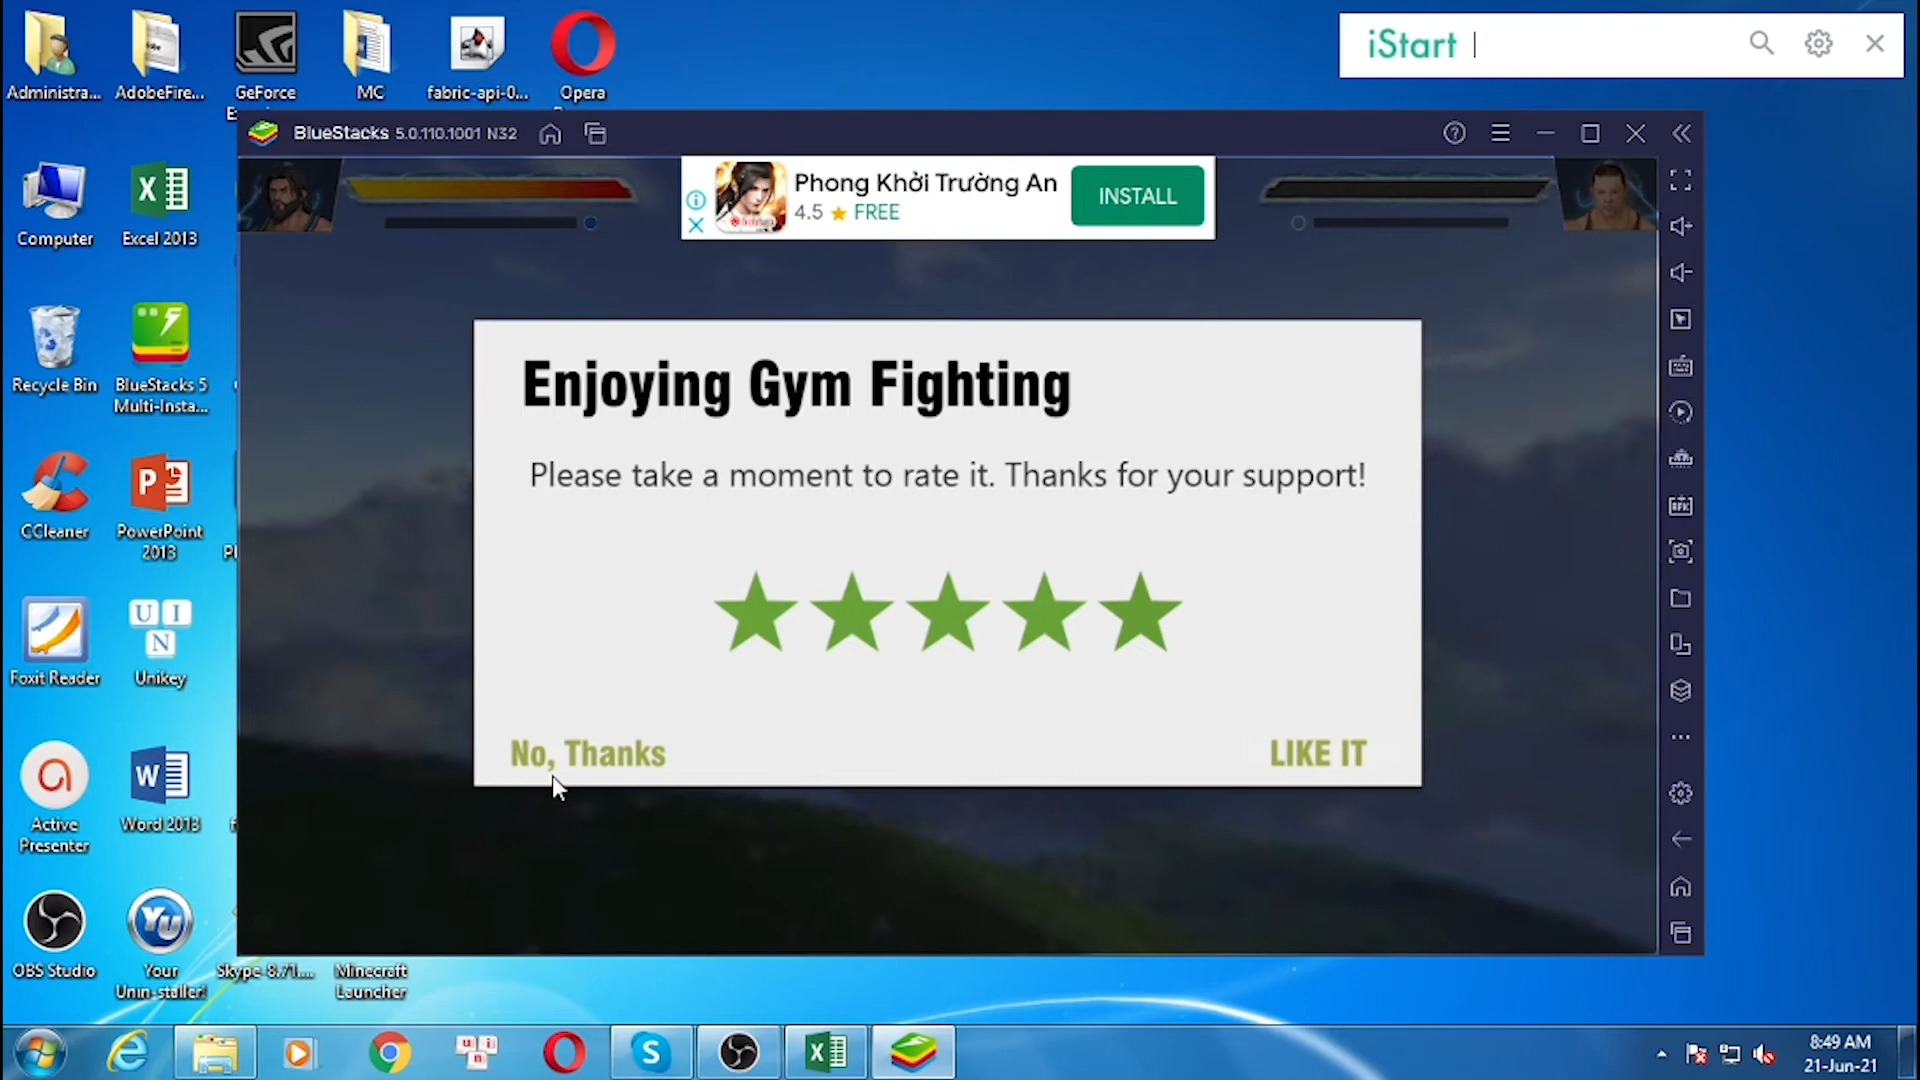 Administra...
AdobeFire...
GeForce
MC
fabric-api-0...
Opera
iStart
BlueStacks 5.0.110.1001 N32
Phong Khởi Trường An
4.5 ★ FREE
INSTALL
Computer
Excel 2013
Recycle Bin
BlueStacks 5
Multi-Insta...
Enjoying Gym Fighting
Please take a moment to rate it. Thanks for your support!
No, Thanks
LIKE IT
CCleaner
PowerPoint
2013
Foxit Reader
Unikey
Active
Presenter
Word 2013
OBS Studio
Your
Unin-staller!
Skype-8.71....
Minecraft
Launcher
8:49 AM
21-Jun-21